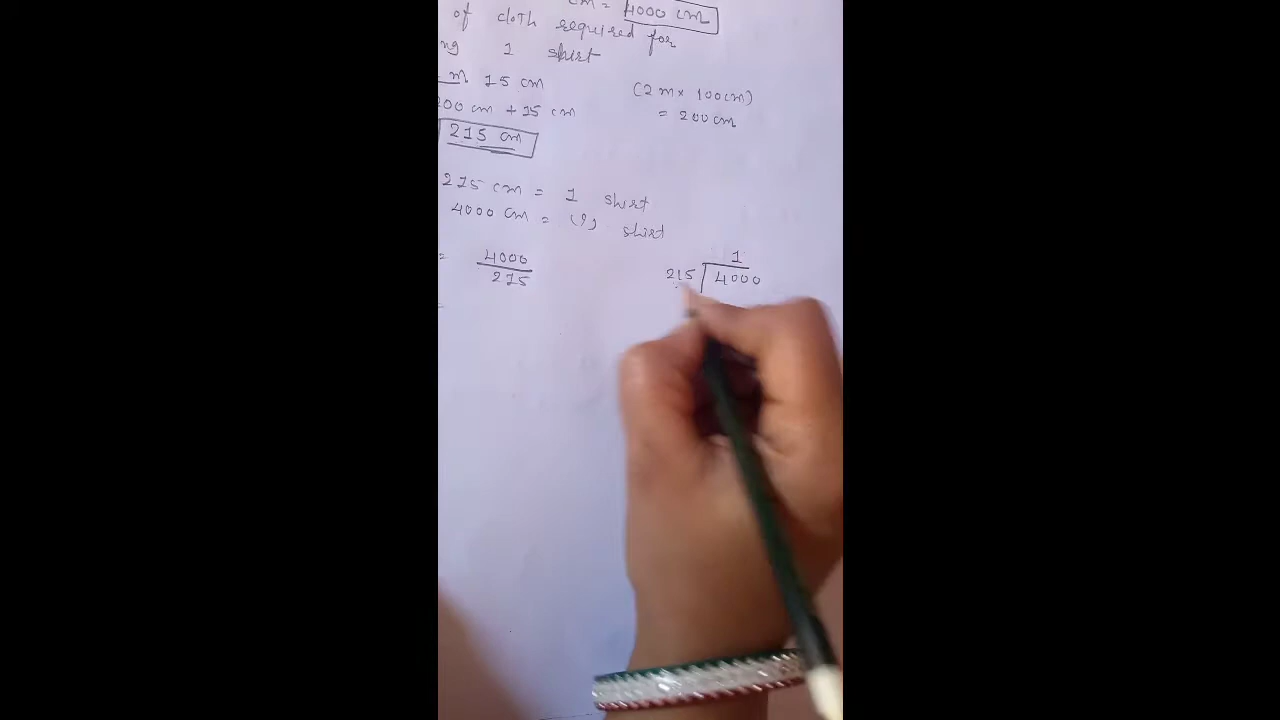 cm = 4000 cm
of cloth required for
ng 1 shirt
m 15 cm
(2 m × 100 cm)
00 cm + 15 cm
= 200 cm
215 cm
215 cm = 1 shirt
4000 cm = (?) shirt
= 4000
215
=
1
215 4000